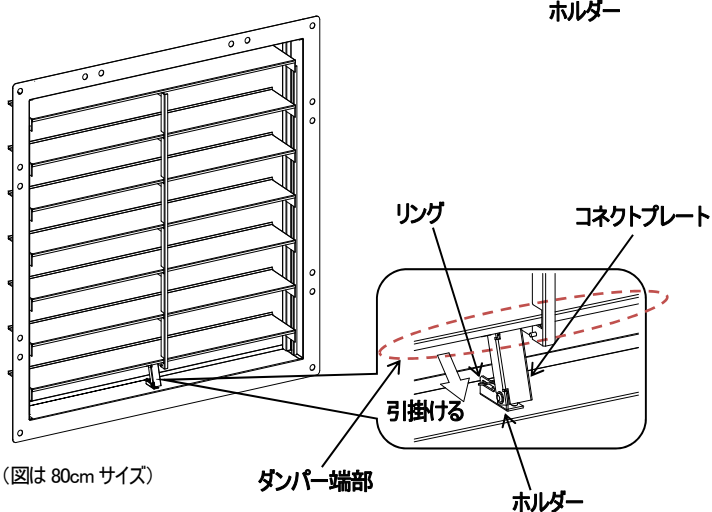 ホルダー
リング
コネクトプレート
引掛ける
(図は 80cm サイズ)
ダンパー端部
ホルダー